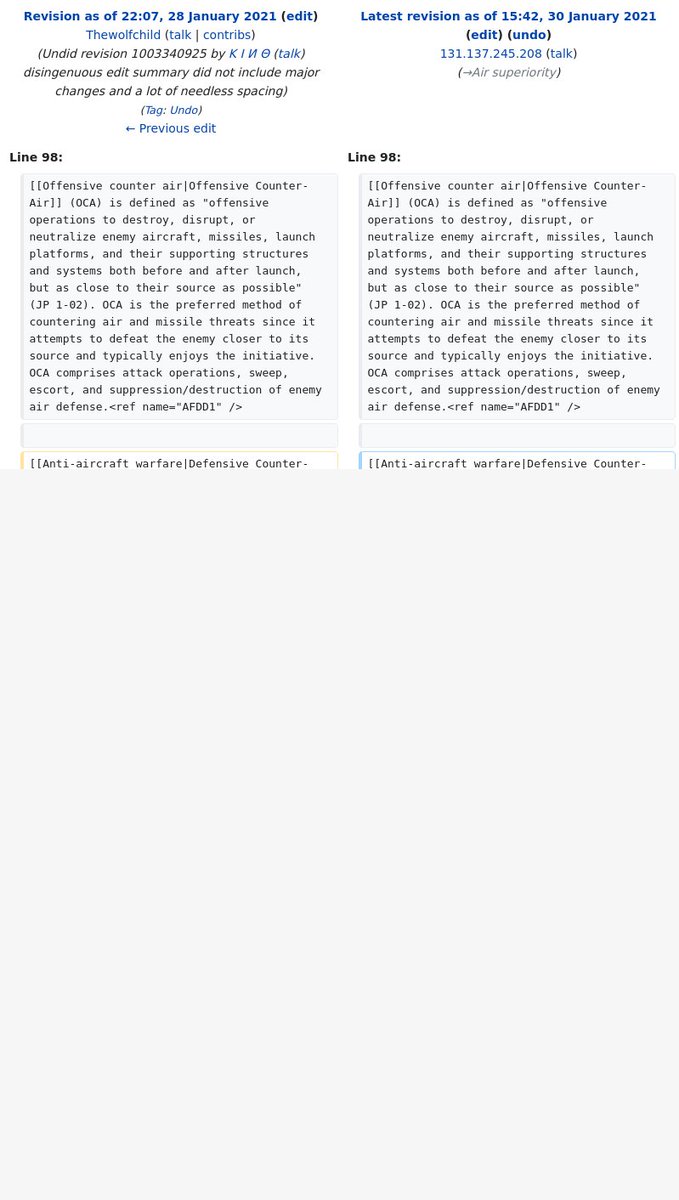 Revision as of 22:07, 28 January 2021 (edit)
Thewolfchild (talk | contribs)
(Undid revision 1003340925 by K I И Θ (talk)
disingenuous edit summary did not include major
changes and a lot of needless spacing)
(Tag: Undo)
← Previous edit
Latest revision as of 15:42, 30 January 2021
(edit) (undo)
131.137.245.208 (talk)
(→Air superiority)
Line 98:
[[Offensive counter air|Offensive Counter-
Air]] (OCA) is defined as "offensive
operations to destroy, disrupt, or
neutralize enemy aircraft, missiles, launch
platforms, and their supporting structures
and systems both before and after launch,
but as close to their source as possible"
(JP 1-02). OCA is the preferred method of
countering air and missile threats since it
attempts to defeat the enemy closer to its
source and typically enjoys the initiative.
OCA comprises attack operations, sweep,
escort, and suppression/destruction of enemy
air defense.<ref name="AFDD1" />
[[Anti-aircraft warfare|Defensive Counter-
Line 98:
[[Offensive counter air|Offensive Counter-
Air]] (OCA) is defined as "offensive
operations to destroy, disrupt, or
neutralize enemy aircraft, missiles, launch
platforms, and their supporting structures
and systems both before and after launch,
but as close to their source as possible"
(JP 1-02). OCA is the preferred method of
countering air and missile threats since it
attempts to defeat the enemy closer to its
source and typically enjoys the initiative.
OCA comprises attack operations, sweep,
escort, and suppression/destruction of enemy
air defense.<ref name="AFDD1" />
[[Anti-aircraft warfare|Defensive Counter-